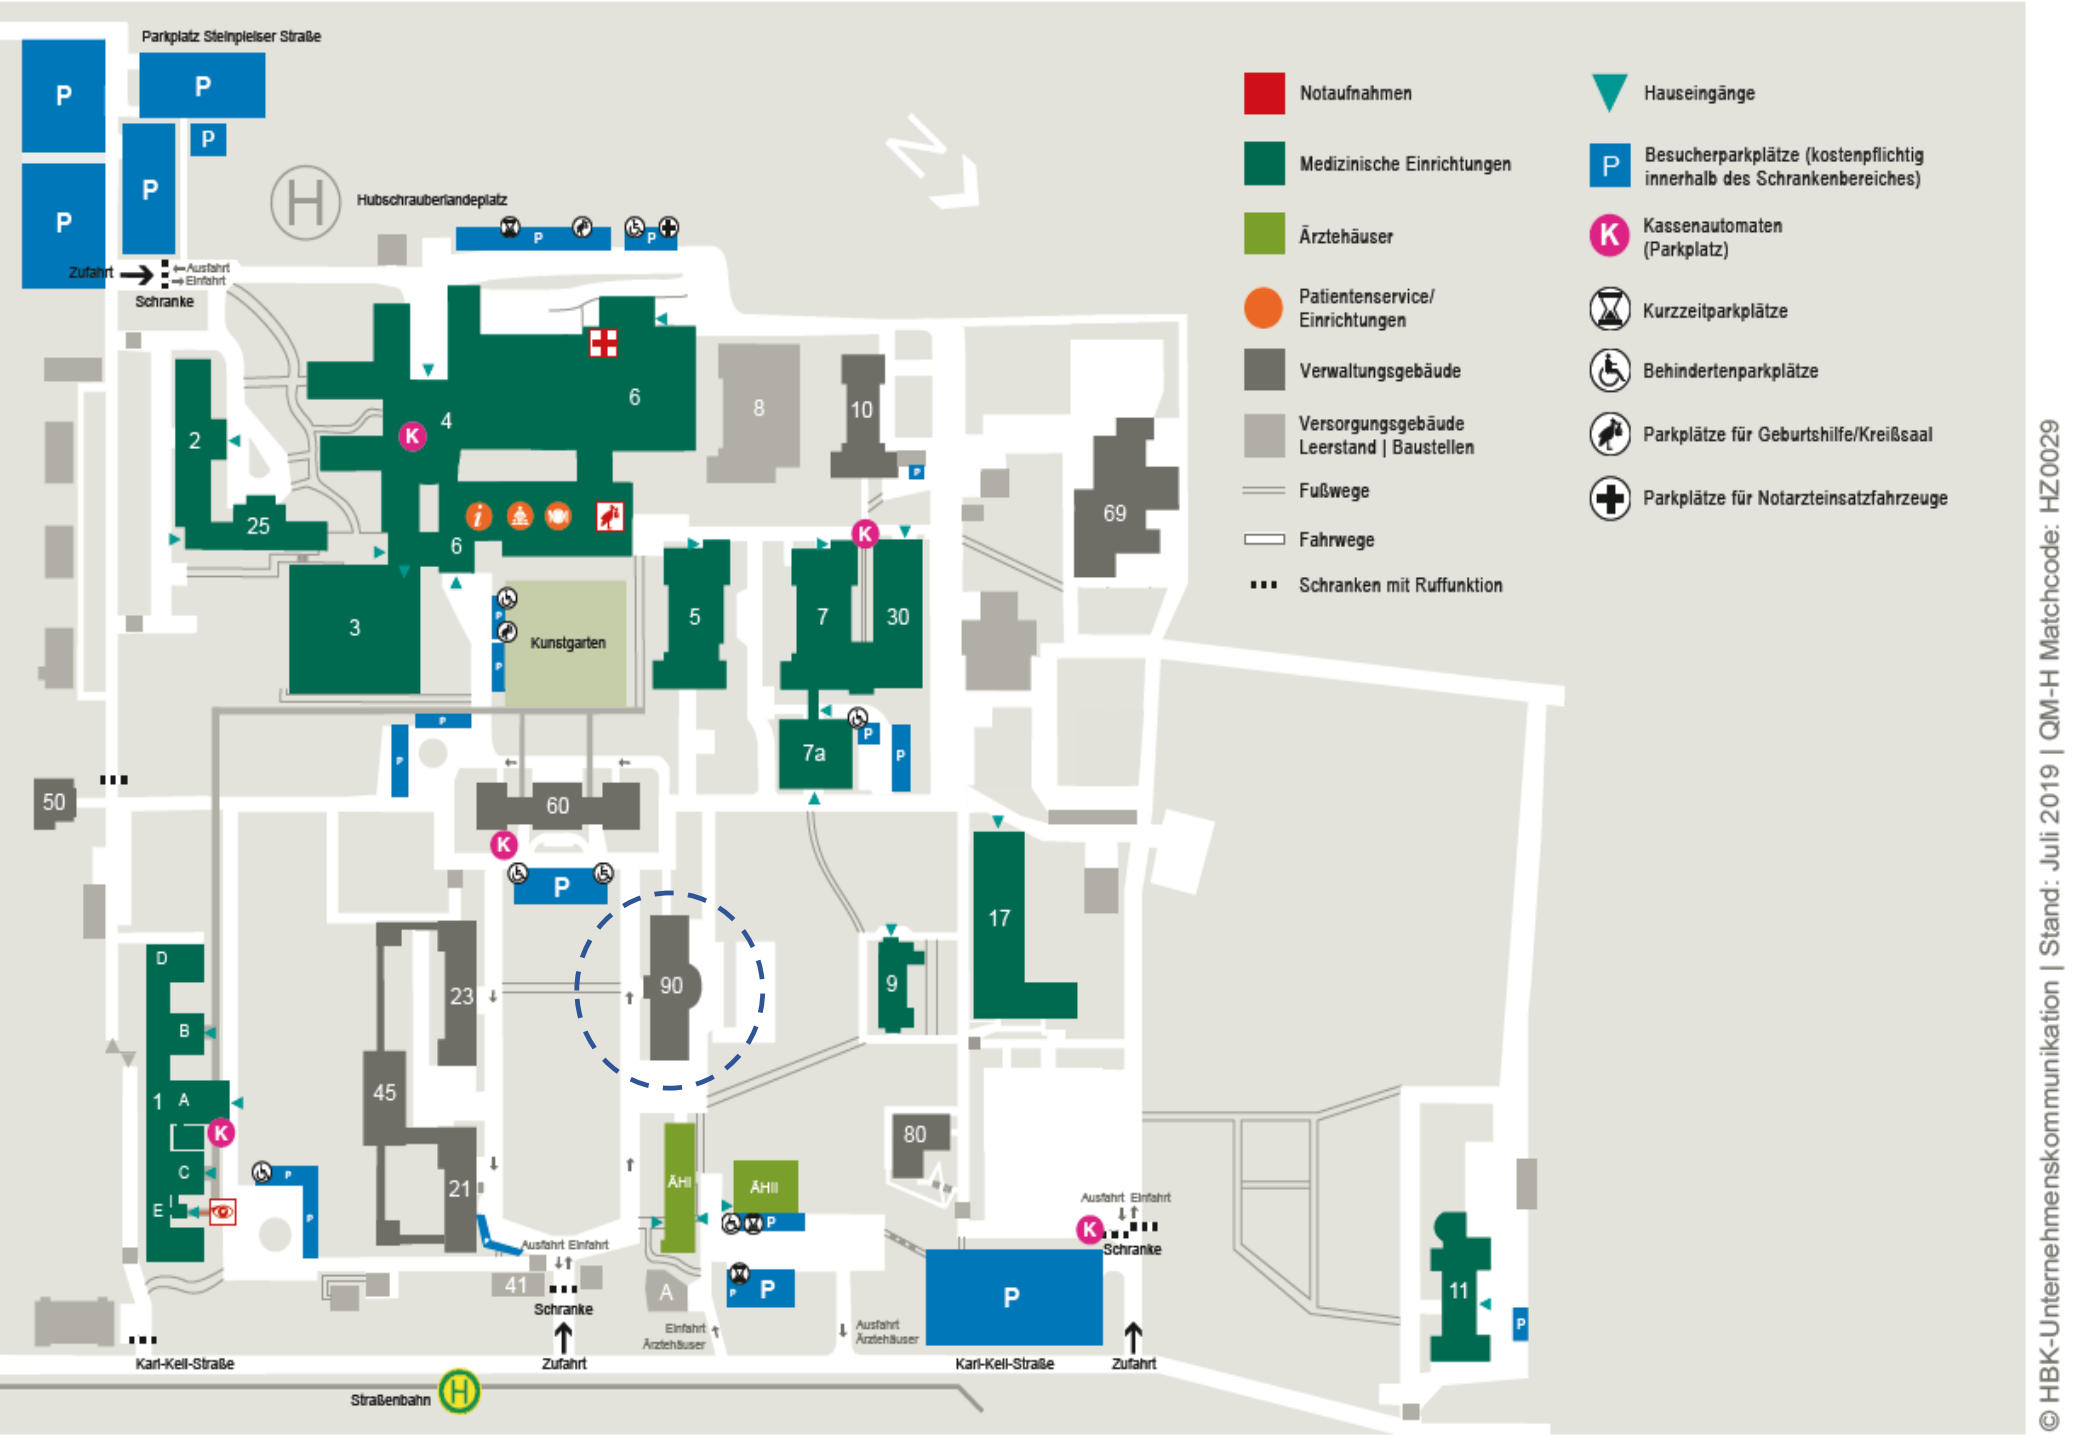 Parkplatz Steinpleiser Straße
P
P
P
P
P
P
H
Hubschrauberlandeplatz
P
P
Zufahrt
Ausfahrt
Einfahrt
Schranke
N
Notaufnahmen
Medizinische Einrichtungen
Ärztehäuser
Patientenservice/
Einrichtungen
Verwaltungsgebäude
Versorgungsgebäude
Leerstand | Baustellen
Fußwege
Fahrwege
Schranken mit Ruffunktion
Hauseingänge
P
Besucherparkplätze (kostenpflichtig
innerhalb des Schrankenbereiches)
K
Kassenautomaten
(Parkplatz)
Kurzzeitparkplätze
Behindertenparkplätze
Parkplätze für Geburtshilfe/Kreißsaal
Parkplätze für Notarzteinsatzfahrzeuge
2
4
K
6
8
10
P
25
i
6
K
69
3
P
P
Kunstgarten
5
7
30
P
P
7a
P
P
50
60
K
P
17
D
23
90
9
B
45
1
A
K
80
C
21
ÄHI
ÄHII
E
P
P
P
P
Ausfahrt Einfahrt
Ausfahrt Einfahrt
K
Schranke
41
Schranke
A
P
P
P
11
P
Einfahrt
Ärztehäuser
Ausfahrt
Ärztehäuser
Karl-Keil-Straße
Zufahrt
Karl-Keil-Straße
Zufahrt
Straßenbahn
H
© HBK-Unternehmenskommunikation | Stand: Juli 2019 | QM-H Matchcode: HZ0029